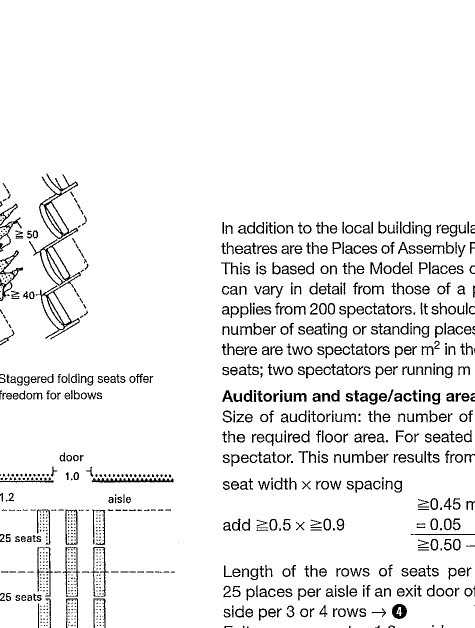 ≧ 50
≧ 40
Staggered folding seats offer
freedom for elbows
door
1.0
1.2
aisle
25 seats
25 seats
In addition to the local building regula
theatres are the Places of Assembly
This is based on the Model Places
can vary in detail from those of a
applies from 200 spectators. It should
number of seating or standing places
there are two spectators per m² in the
seats; two spectators per running m
Auditorium and stage/acting area
Size of auditorium: the number of
the required floor area. For seated
spectator. This number results from
seat width × row spacing
≧0.45 m
add ≧0.5 × ≧0.9 = 0.05
≧0.50
Length of the rows of seats per
25 places per aisle if an exit door of
side per 3 or 4 rows → ❹